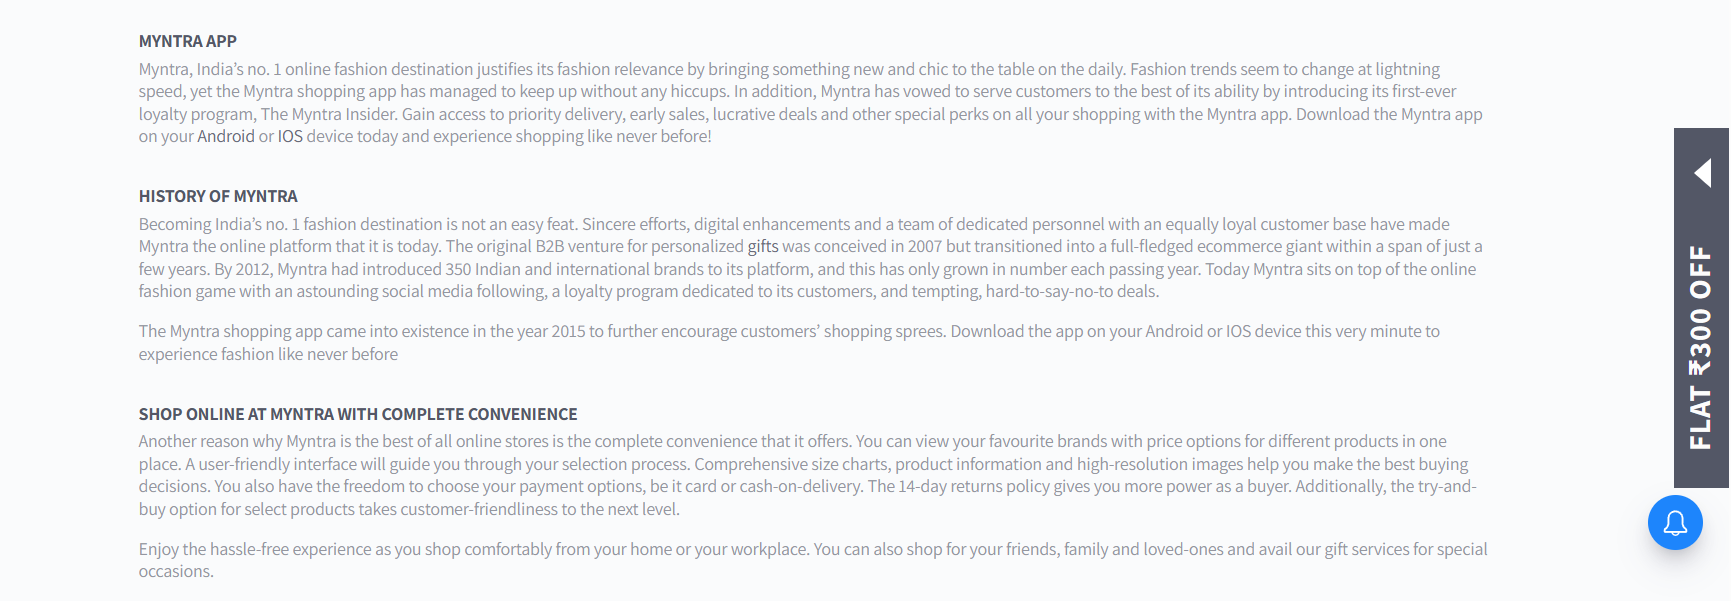 MYNTRA APP
Myntra, India’s no. 1 online fashion destination justifies its fashion relevance by bringing something new and chic to the table on the daily. Fashion trends seem to change at lightning
speed, yet the Myntra shopping app has managed to keep up without any hiccups. In addition, Myntra has vowed to serve customers to the best of its ability by introducing its first-ever
loyalty program, The Myntra Insider. Gain access to priority delivery, early sales, lucrative deals and other special perks on all your shopping with the Myntra app. Download the Myntra app
on your Android or IOS device today and experience shopping like never before!
HISTORY OF MYNTRA
Becoming India’s no. 1 fashion destination is not an easy feat. Sincere efforts, digital enhancements and a team of dedicated personnel with an equally loyal customer base have made
Myntra the online platform that it is today. The original B2B venture for personalized gifts was conceived in 2007 but transitioned into a full-fledged ecommerce giant within a span of just a
few years. By 2012, Myntra had introduced 350 Indian and international brands to its platform, and this has only grown in number each passing year. Today Myntra sits on top of the online
fashion game with an astounding social media following, a loyalty program dedicated to its customers, and tempting, hard-to-say-no-to deals.
The Myntra shopping app came into existence in the year 2015 to further encourage customers’ shopping sprees. Download the app on your Android or IOS device this very minute to
experience fashion like never before
SHOP ONLINE AT MYNTRA WITH COMPLETE CONVENIENCE
Another reason why Myntra is the best of all online stores is the complete convenience that it offers. You can view your favourite brands with price options for different products in one
place. A user-friendly interface will guide you through your selection process. Comprehensive size charts, product information and high-resolution images help you make the best buying
decisions. You also have the freedom to choose your payment options, be it card or cash-on-delivery. The 14-day returns policy gives you more power as a buyer. Additionally, the try-and-
buy option for select products takes customer-friendliness to the next level.
Enjoy the hassle-free experience as you shop comfortably from your home or your workplace. You can also shop for your friends, family and loved-ones and avail our gift services for special
occasions.
FLAT ₹300 OFF